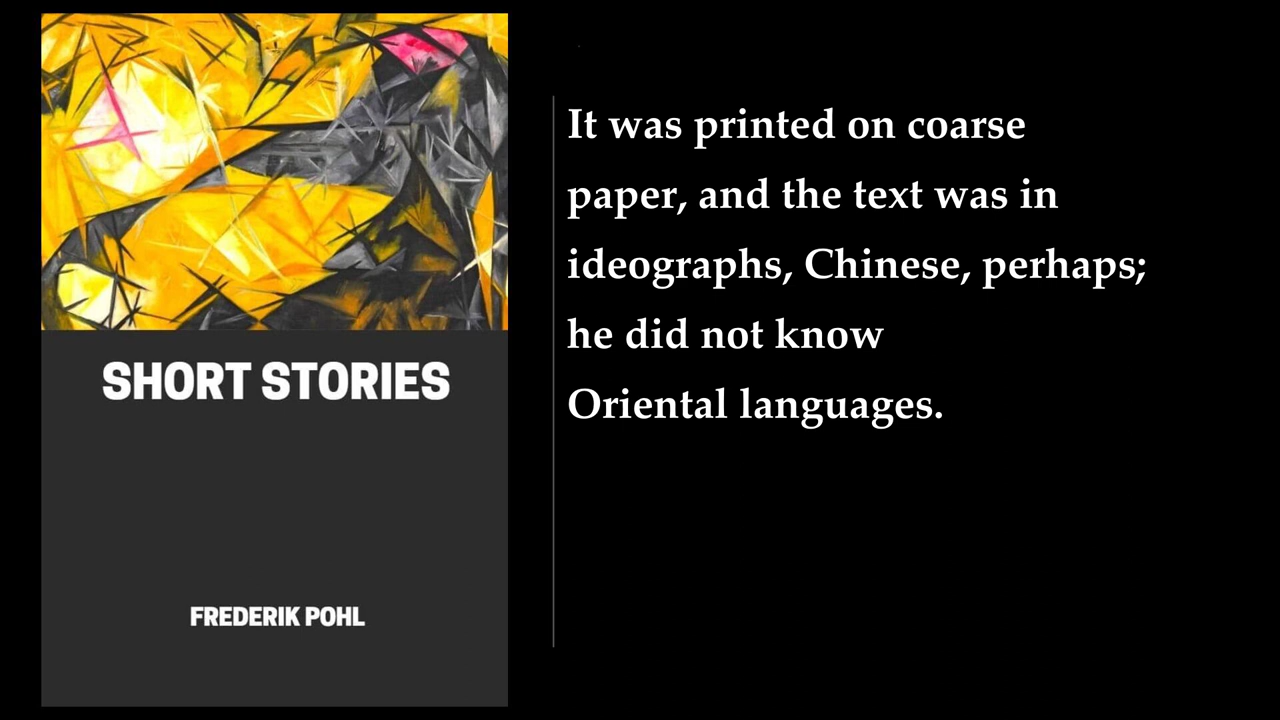 SHORT STORIES
FREDERIK POHL
It was printed on coarse
paper, and the text was in
ideographs, Chinese, perhaps;
he did not know
Oriental languages.